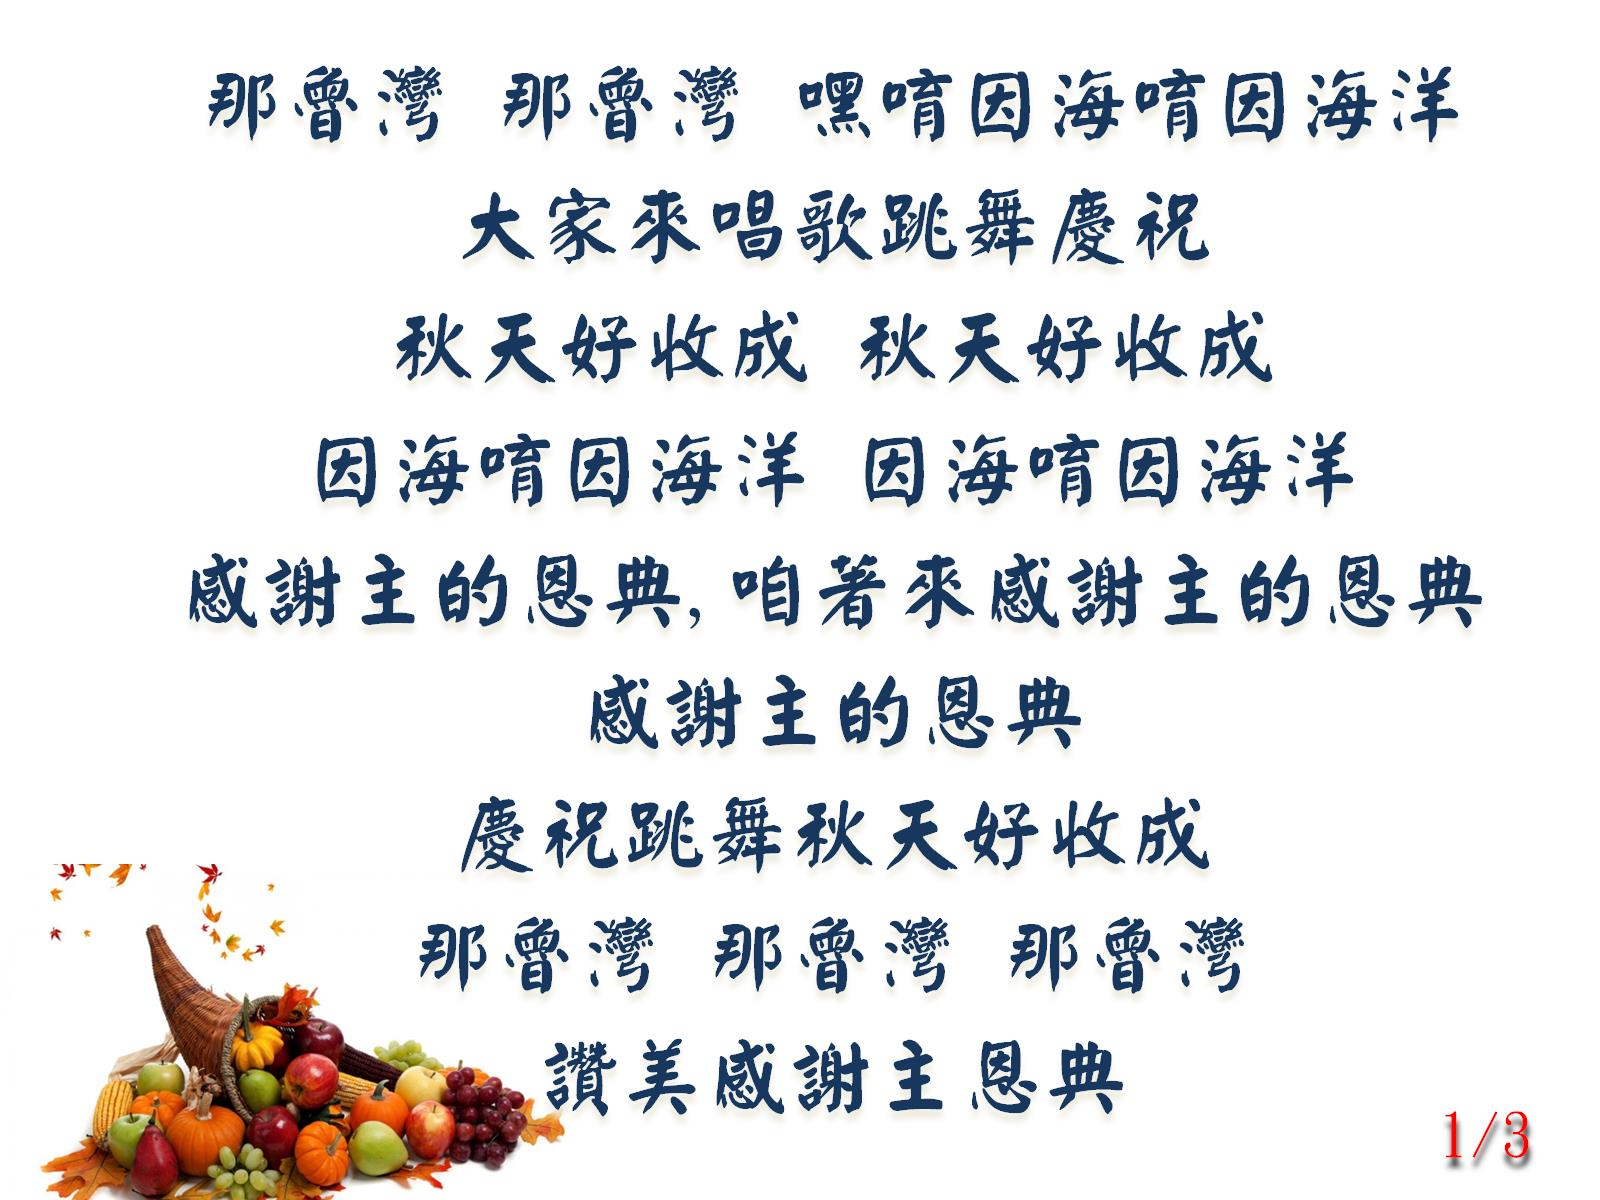 那魯灣 那魯灣 嘿唷因海唷因海洋
大家來唱歌跳舞慶祝
秋天好收成 秋天好收成
因海唷因海洋 因海唷因海洋
感謝主的恩典, 咱著來感謝主的恩典
感謝主的恩典
慶祝跳舞秋天好收成
那魯灣 那魯灣 那魯灣
讚美感謝主恩典
1/3